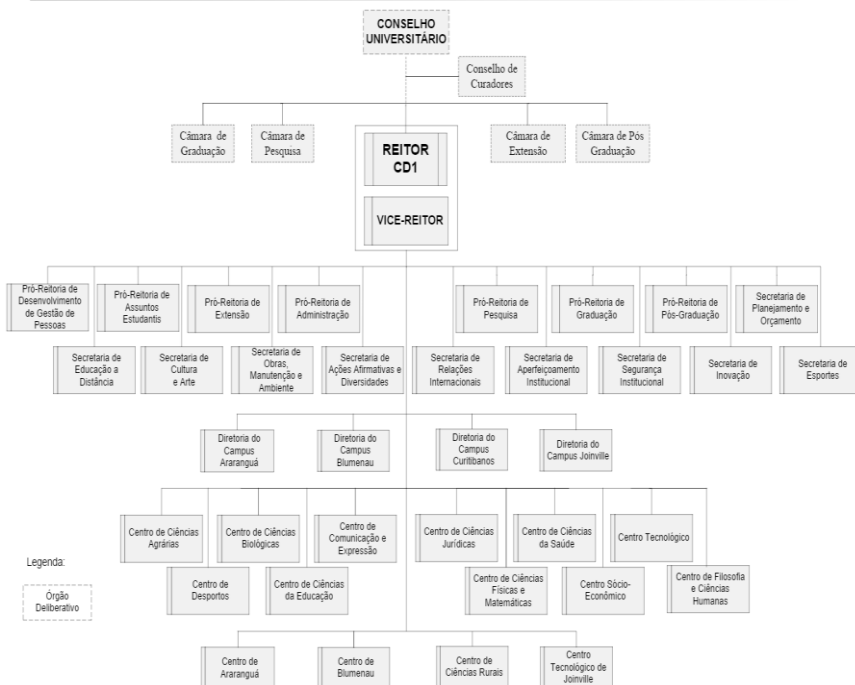 CONSELHO
UNIVERSITÁRIO
Conselho de
Curadores
Câmara de
Graduação
Câmara de
Pesquisa
Câmara de
Extensão
Câmara de Pós
Graduação
REITOR
CD1
VICE-REITOR
Pró-Reitoria de
Desenvolvimento
de Gestão de
Pessoas
Pró-Reitoria de
Assuntos
Estudantis
Pró-Reitoria de
Extensão
Pró-Reitoria de
Administração
Pró-Reitoria de
Pesquisa
Pró-Reitoria de
Graduação
Pró-Reitoria de
Pós-Graduação
Secretaria de
Planejamento e
Orçamento
Secretaria de
Educação a
Distância
Secretaria de
Cultura
e Arte
Secretaria de
Obras,
Manutenção e
Ambiente
Secretaria de
Ações Afirmativas e
Diversidades
Secretaria de
Relações
Internacionais
Secretaria de
Aperfeiçoamento
Institucional
Secretaria de
Segurança
Institucional
Secretaria de
Inovação
Secretaria de
Esportes
Diretoria do
Campus
Araranguá
Diretoria do
Campus
Blumenau
Diretoria do
Campus
Curitibanos
Diretoria do
Campus Joinville
Centro de Ciências
Agrárias
Centro de Ciências
Biológicas
Centro de
Comunicação e
Expressão
Centro de Ciências
Jurídicas
Centro de Ciências
da Saúde
Centro Tecnológico
Centro de
Desportos
Centro de Ciências
da Educação
Centro de Ciências
Físicas e
Matemáticas
Centro Sócio-
Econômico
Centro de Filosofia
e Ciências
Humanas
Legenda:
Órgão
Deliberativo
Centro de
Araranguá
Centro de
Blumenau
Centro de
Ciências Rurais
Centro
Tecnológico de
Joinville